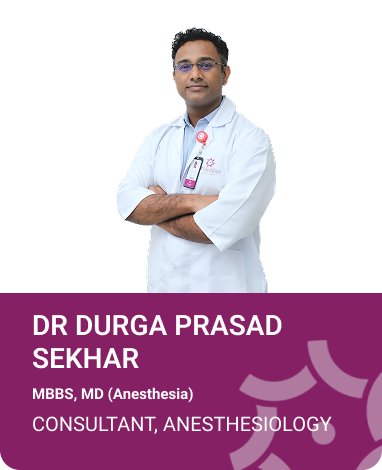 DR DURGA PRASAD
SEKHAR
MBBS, MD (Anesthesia)
CONSULTANT, ANESTHESIOLOGY